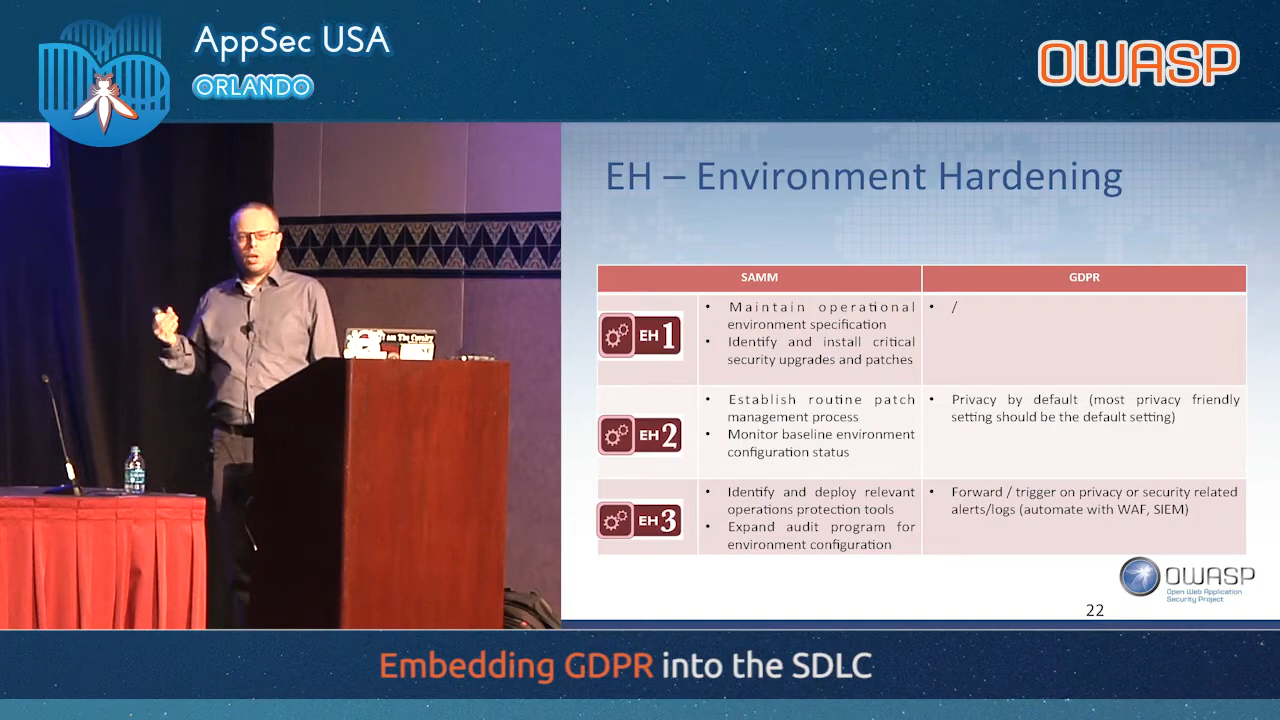 AppSec USA
ORLANDO
OWASP
EH – Environment Hardening
SAMM
GDPR
EH 1
• Maintain operational
environment specification
• Identify and install critical
security upgrades and patches
• /
EH 2
• Establish routine patch
management process
• Monitor baseline environment
configuration status
• Privacy by default (most privacy friendly
setting should be the default setting)
EH 3
• Identify and deploy relevant
operations protection tools
• Expand audit program for
environment configuration
• Forward / trigger on privacy or security related
alerts/logs (automate with WAF, SIEM)
OWASP
Open Web Application
Security Project
22
Embedding GDPR into the SDLC